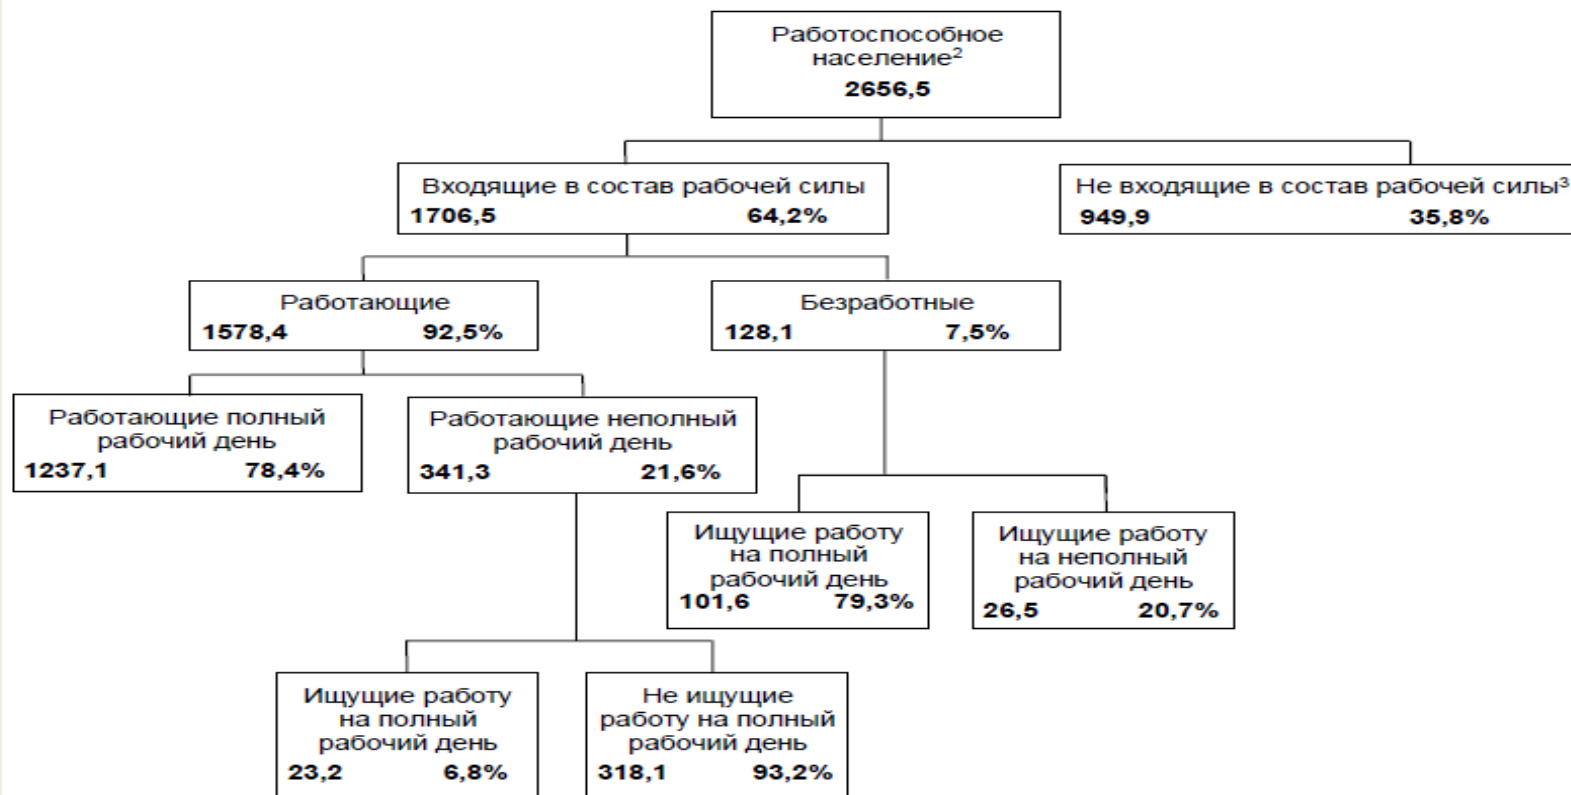 Работоспособное
население²
2656,5
Входящие в состав рабочей силы
1706,5 64,2%
Не входящие в состав рабочей силы³
949,9 35,8%
Работающие
1578,4 92,5%
Безработные
128,1 7,5%
Работающие полный
рабочий день
1237,1 78,4%
Работающие неполный
рабочий день
341,3 21,6%
Ищущие работу
на полный
рабочий день
101,6 79,3%
Ищущие работу
на неполный
рабочий день
26,5 20,7%
Ищущие работу
на полный
рабочий день
23,2 6,8%
Не ищущие
работу на полный
рабочий день
318,1 93,2%